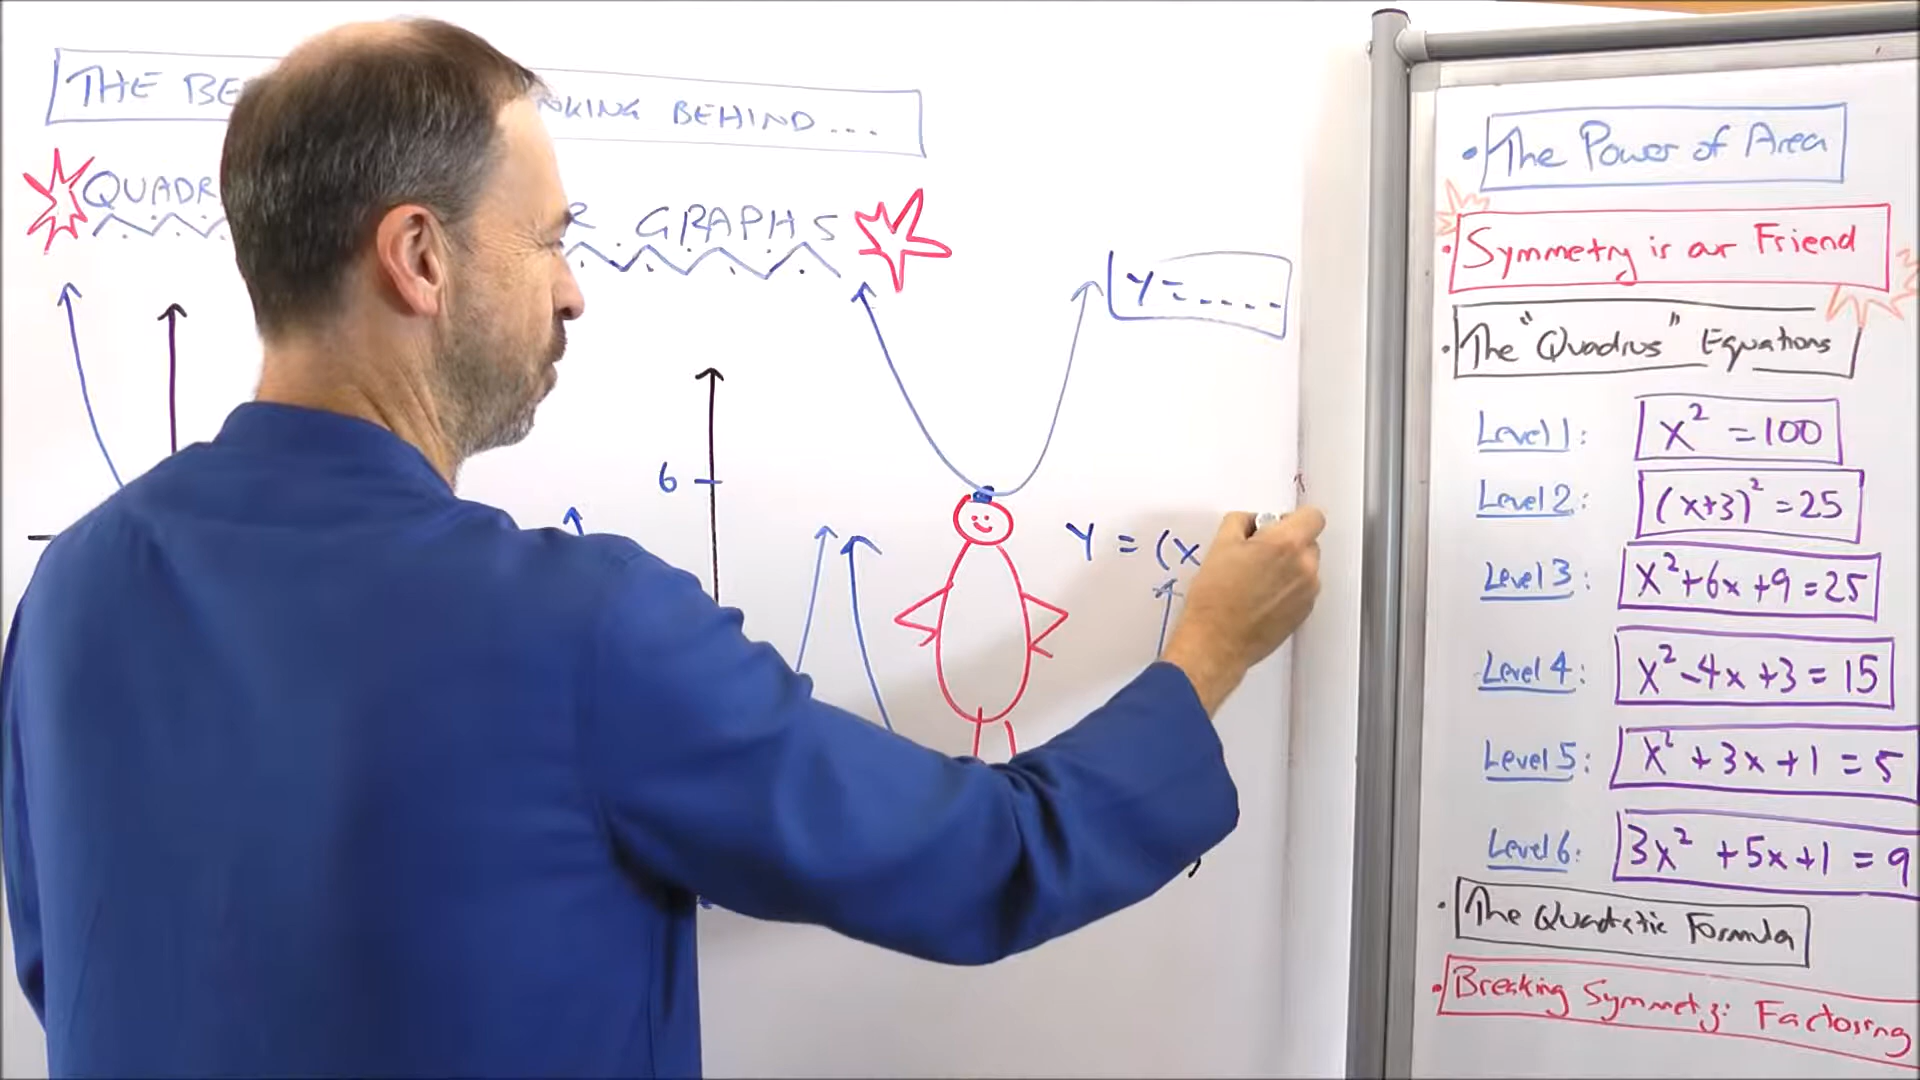 THE BE KING BEHIND...
QUADR R GRAPHS
Y = ----
6
Y = (x
• The Power of Area
• Symmetry is our Friend
• The "Quadrus" Equations
Level 1: x² = 100
Level 2: (x+3)² = 25
Level 3: x²+6x+9 = 25
Level 4: x²-4x+3 = 15
Level 5: x²+3x+1 = 5
Level 6: 3x²+5x+1 = 9
• The Quadratic Formula
• Breaking Symmetry: Factoring